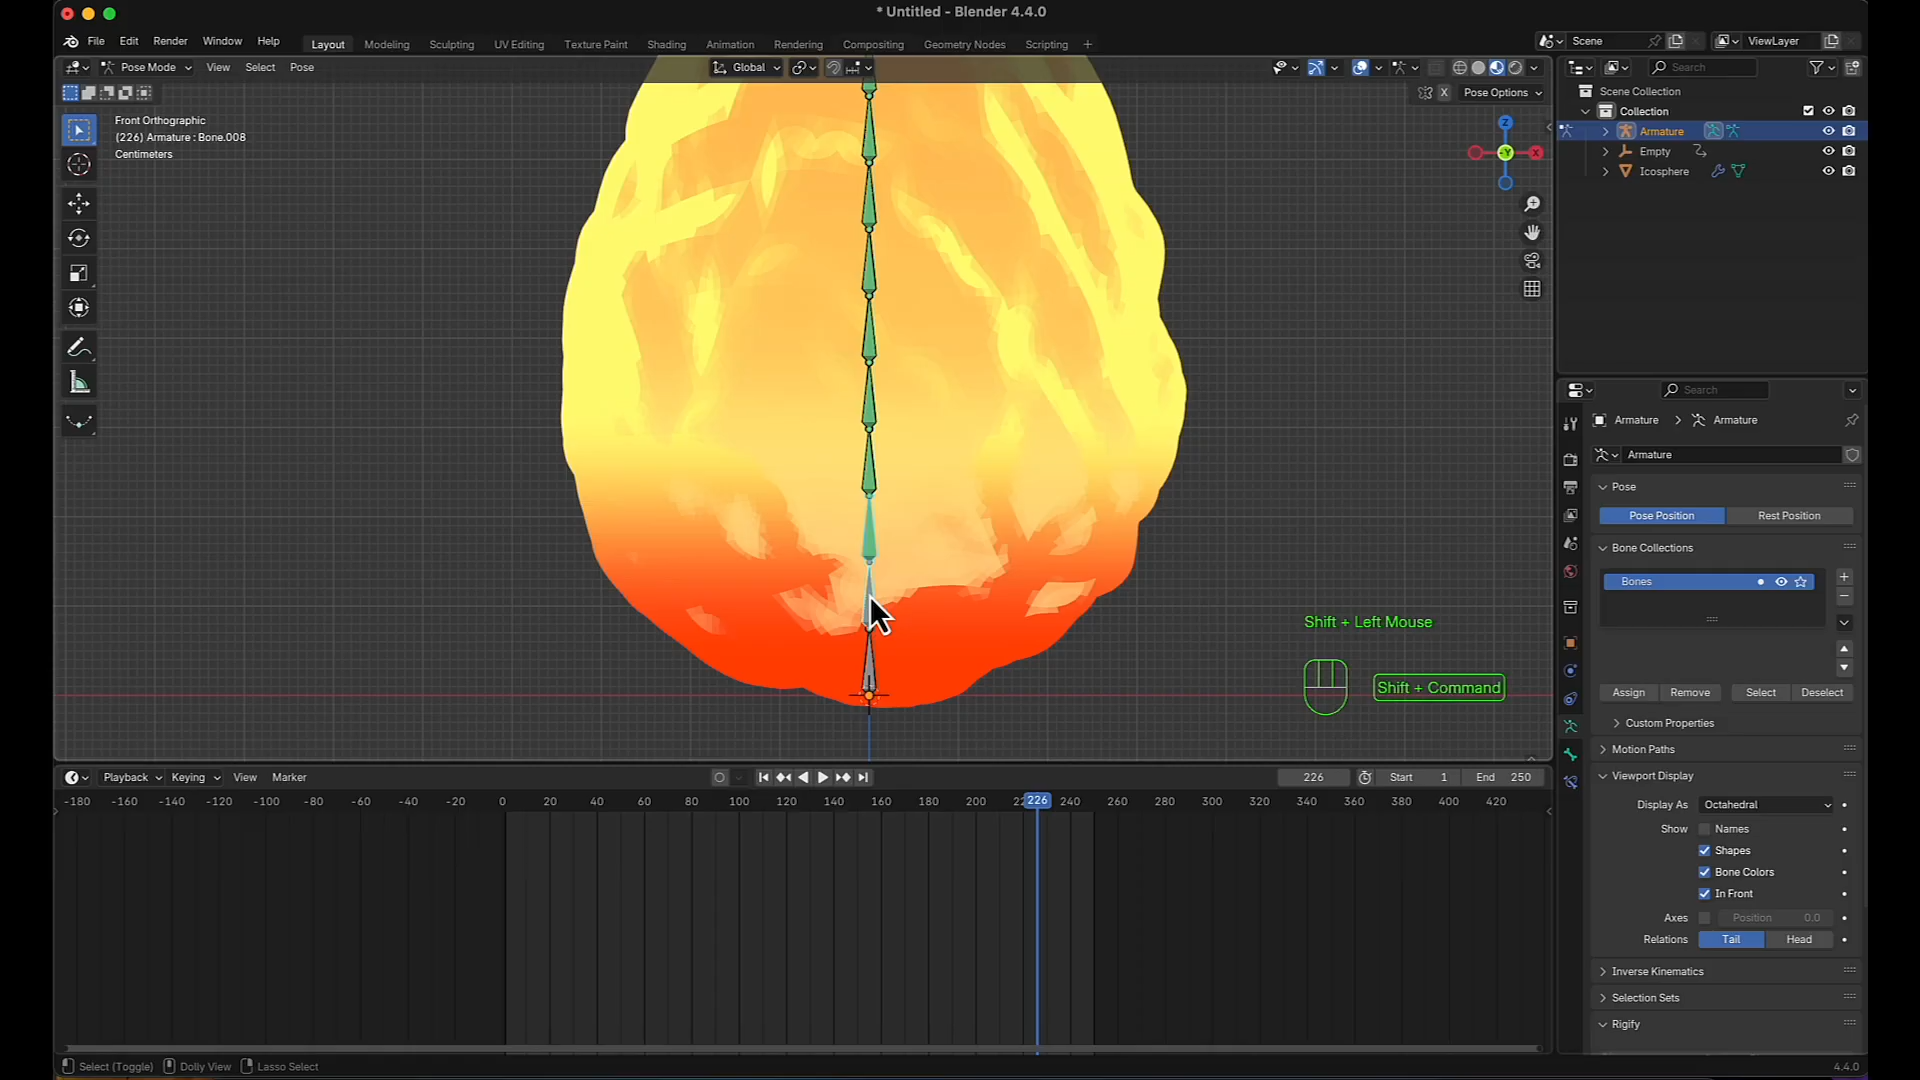 * Untitled - Blender 4.4.0
File Edit Render Window Help
Layout Modeling Sculpting UV Editing Texture Paint Shading Animation Rendering Compositing Geometry Nodes Scripting +
Scene ViewLayer
Pose Mode View Select Pose Global
Search
X Pose Options
Front Orthographic
(226) Armature : Bone.008
Centimeters
Z
X
-Y
Scene Collection
Collection
Armature
Empty
Icosphere
Search
Armature > Armature
Armature
Pose
Pose Position Rest Position
Bone Collections
Bones
Assign Remove Select Deselect
Custom Properties
Motion Paths
Viewport Display
Display As Octahedral
Show Names
Shapes
Bone Colors
In Front
Axes Position 0.0
Relations Tail Head
Inverse Kinematics
Selection Sets
Rigify
Shift + Left Mouse
Shift + Command
Playback Keying View Marker
226 Start 1 End 250
-180 -160 -140 -120 -100 -80 -60 -40 -20 0 20 40 60 80 100 120 140 160 180 200 226 240 260 280 300 320 340 360 380 400 420
Select (Toggle) Dolly View Lasso Select
4.4.0